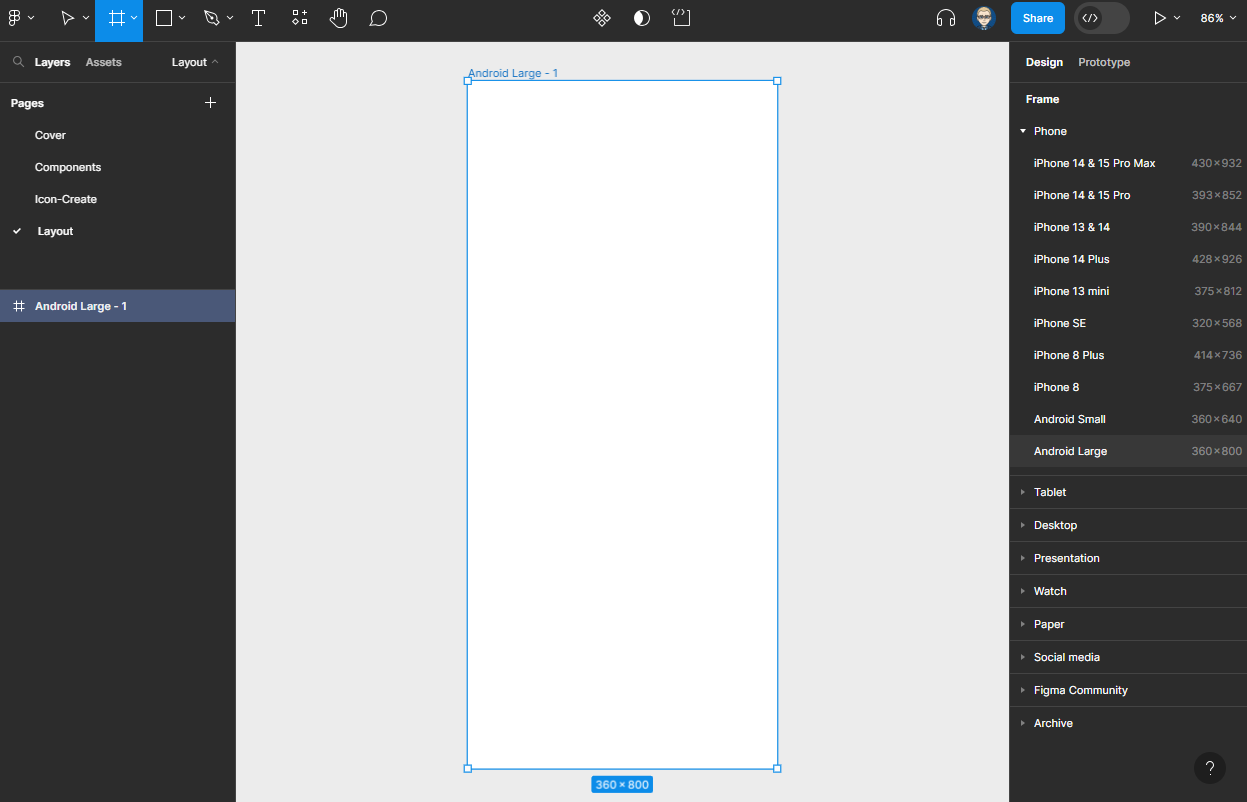 Share
86%
Layers Assets Layout
Pages
Cover
Components
Icon-Create
Layout
Android Large - 1
Android Large - 1
360 × 800
Design Prototype
Frame
Phone
iPhone 14 & 15 Pro Max 430×932
iPhone 14 & 15 Pro 393×852
iPhone 13 & 14 390×844
iPhone 14 Plus 428×926
iPhone 13 mini 375×812
iPhone SE 320×568
iPhone 8 Plus 414×736
iPhone 8 375×667
Android Small 360×640
Android Large 360×800
Tablet
Desktop
Presentation
Watch
Paper
Social media
Figma Community
Archive
?